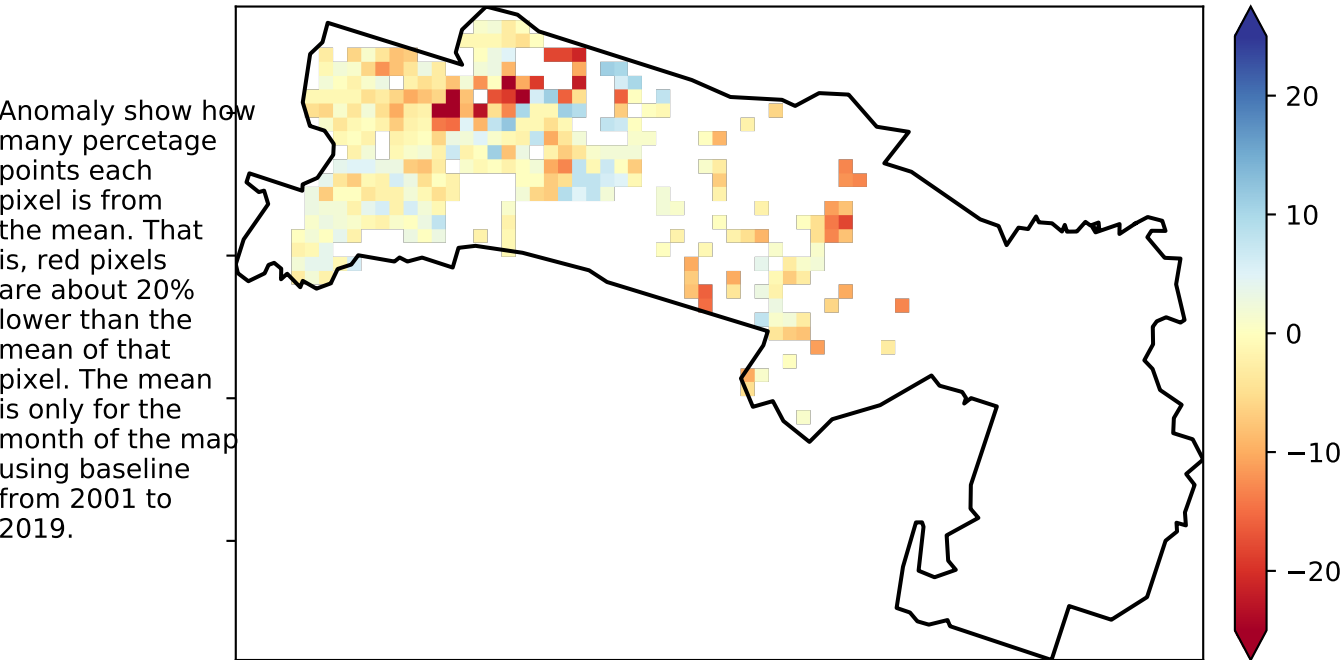 Anomaly show how
many percetage
points each
pixel is from
the mean. That
is, red pixels
are about 20%
lower than the
mean of that
pixel. The mean
is only for the
month of the map
using baseline
from 2001 to
2019.
20
10
0
−10
−20